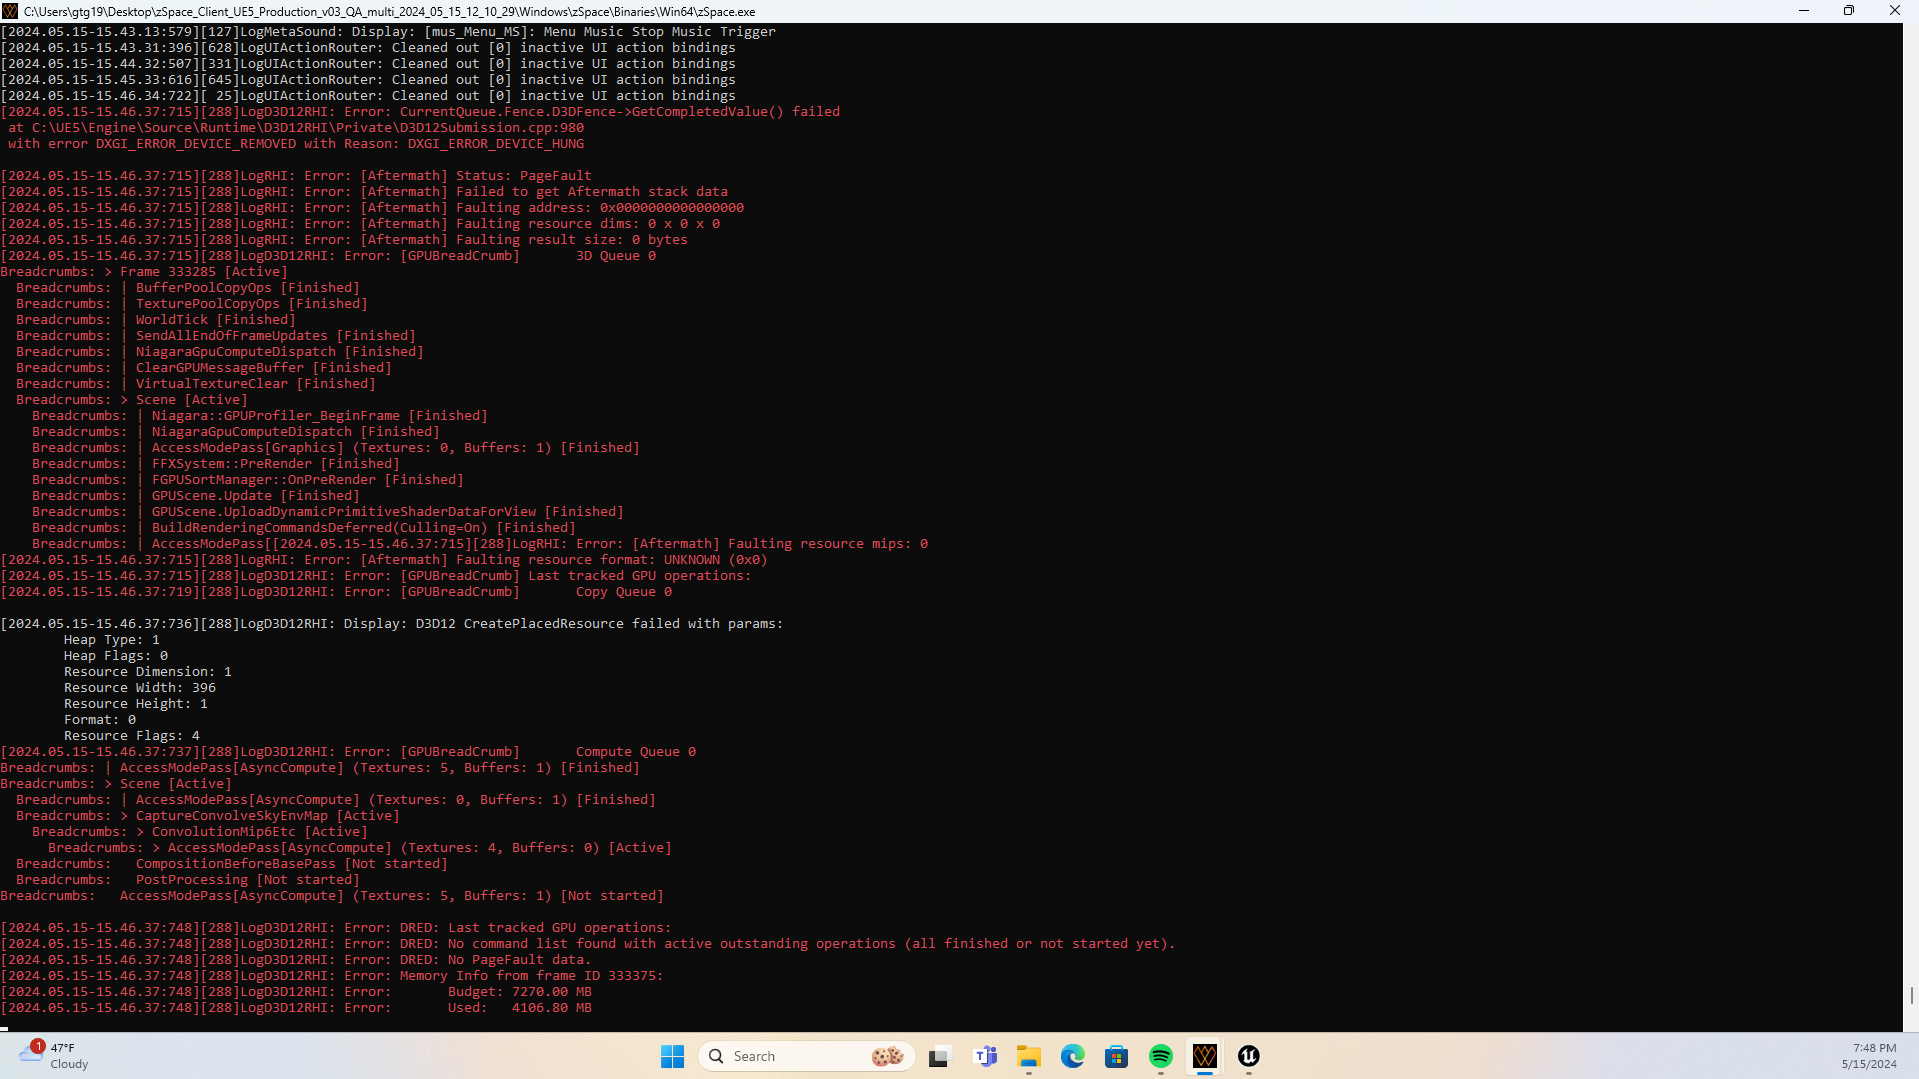 C:\Users\gtg19\Desktop\zSpace_Client_UE5_Production_v03_QA_multi_2024_05_15_12_10_29\Windows\zSpace\Binaries\Win64\zSpace.exe
[2024.05.15-15.43.13:579][127]LogMetaSound: Display: [mus_Menu_MS]: Menu Music Stop Music Trigger
[2024.05.15-15.43.31:396][628]LogUIActionRouter: Cleaned out [0] inactive UI action bindings
[2024.05.15-15.44.32:507][331]LogUIActionRouter: Cleaned out [0] inactive UI action bindings
[2024.05.15-15.45.33:616][645]LogUIActionRouter: Cleaned out [0] inactive UI action bindings
[2024.05.15-15.46.34:722][ 25]LogUIActionRouter: Cleaned out [0] inactive UI action bindings
[2024.05.15-15.46.37:715][288]LogD3D12RHI: Error: CurrentQueue.Fence.D3DFence->GetCompletedValue() failed
at C:\UE5\Engine\Source\Runtime\D3D12RHI\Private\D3D12Submission.cpp:980
with error DXGI_ERROR_DEVICE_REMOVED with Reason: DXGI_ERROR_DEVICE_HUNG
[2024.05.15-15.46.37:715][288]LogRHI: Error: [Aftermath] Status: PageFault
[2024.05.15-15.46.37:715][288]LogRHI: Error: [Aftermath] Failed to get Aftermath stack data
[2024.05.15-15.46.37:715][288]LogRHI: Error: [Aftermath] Faulting address: 0x0000000000000000
[2024.05.15-15.46.37:715][288]LogRHI: Error: [Aftermath] Faulting resource dims: 0 x 0 x 0
[2024.05.15-15.46.37:715][288]LogRHI: Error: [Aftermath] Faulting result size: 0 bytes
[2024.05.15-15.46.37:715][288]LogD3D12RHI: Error: [GPUBreadCrumb]       3D Queue 0
Breadcrumbs: > Frame 333285 [Active]
Breadcrumbs: | BufferPoolCopyOps [Finished]
Breadcrumbs: | TexturePoolCopyOps [Finished]
Breadcrumbs: | WorldTick [Finished]
Breadcrumbs: | SendAllEndOfFrameUpdates [Finished]
Breadcrumbs: | NiagaraGpuComputeDispatch [Finished]
Breadcrumbs: | ClearGPUMessageBuffer [Finished]
Breadcrumbs: | VirtualTextureClear [Finished]
Breadcrumbs: > Scene [Active]
Breadcrumbs: | Niagara::GPUProfiler_BeginFrame [Finished]
Breadcrumbs: | NiagaraGpuComputeDispatch [Finished]
Breadcrumbs: | AccessModePass[Graphics] (Textures: 0, Buffers: 1) [Finished]
Breadcrumbs: | FFXSystem::PreRender [Finished]
Breadcrumbs: | FGPUSortManager::OnPreRender [Finished]
Breadcrumbs: | GPUScene.Update [Finished]
Breadcrumbs: | GPUScene.UploadDynamicPrimitiveShaderDataForView [Finished]
Breadcrumbs: | BuildRenderingCommandsDeferred(Culling=On) [Finished]
Breadcrumbs: | AccessModePass[[2024.05.15-15.46.37:715][288]LogRHI: Error: [Aftermath] Faulting resource mips: 0
[2024.05.15-15.46.37:715][288]LogRHI: Error: [Aftermath] Faulting resource format: UNKNOWN (0x0)
[2024.05.15-15.46.37:715][288]LogD3D12RHI: Error: [GPUBreadCrumb] Last tracked GPU operations:
[2024.05.15-15.46.37:719][288]LogD3D12RHI: Error: [GPUBreadCrumb]       Copy Queue 0
[2024.05.15-15.46.37:736][288]LogD3D12RHI: Display: D3D12 CreatePlacedResource failed with params:
Heap Type: 1
Heap Flags: 0
Resource Dimension: 1
Resource Width: 396
Resource Height: 1
Format: 0
Resource Flags: 4
[2024.05.15-15.46.37:737][288]LogD3D12RHI: Error: [GPUBreadCrumb]       Compute Queue 0
Breadcrumbs: | AccessModePass[AsyncCompute] (Textures: 5, Buffers: 1) [Finished]
Breadcrumbs: > Scene [Active]
Breadcrumbs: | AccessModePass[AsyncCompute] (Textures: 0, Buffers: 1) [Finished]
Breadcrumbs: > CaptureConvolveSkyEnvMap [Active]
Breadcrumbs: > ConvolutionMip6Etc [Active]
Breadcrumbs: > AccessModePass[AsyncCompute] (Textures: 4, Buffers: 0) [Active]
Breadcrumbs:   CompositionBeforeBasePass [Not started]
Breadcrumbs:   PostProcessing [Not started]
Breadcrumbs:   AccessModePass[AsyncCompute] (Textures: 5, Buffers: 1) [Not started]
[2024.05.15-15.46.37:748][288]LogD3D12RHI: Error: DRED: Last tracked GPU operations:
[2024.05.15-15.46.37:748][288]LogD3D12RHI: Error: DRED: No command list found with active outstanding operations (all finished or not started yet).
[2024.05.15-15.46.37:748][288]LogD3D12RHI: Error: DRED: No PageFault data.
[2024.05.15-15.46.37:748][288]LogD3D12RHI: Error: Memory Info from frame ID 333375:
[2024.05.15-15.46.37:748][288]LogD3D12RHI: Error:       Budget: 7270.00 MB
[2024.05.15-15.46.37:748][288]LogD3D12RHI: Error:       Used:   4106.80 MB
1
47°F
Cloudy
Search
7:48 PM
5/15/2024